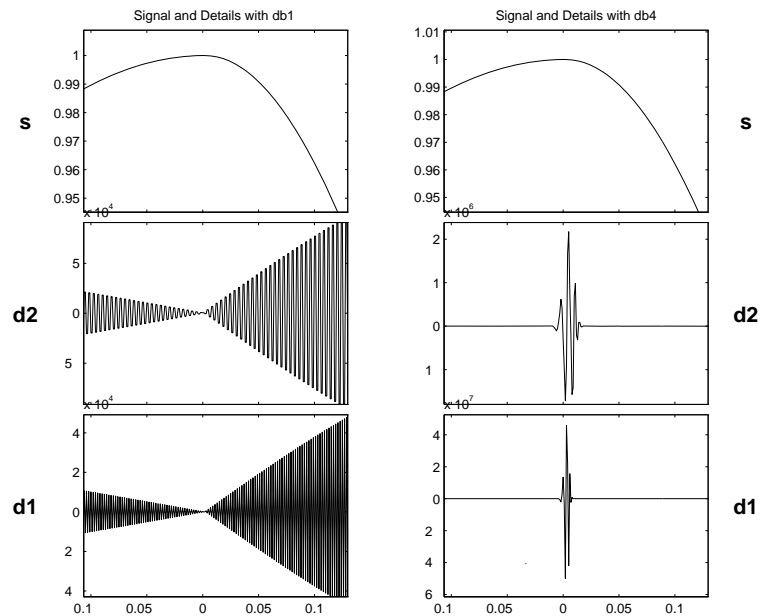 Signal and Details with db1
1
0.99
0.98
0.97
0.96
0.95
s
x 10^4
5
0
5
d2
x 10^4
4
2
0
2
4
d1
0.1 0.05 0 0.05 0.1
Signal and Details with db4
1.01
1
0.99
0.98
0.97
0.96
0.95
s
x 10^6
2
1
0
1
d2
x 10^7
4
2
0
2
4
6
d1
0.1 0.05 0 0.05 0.1